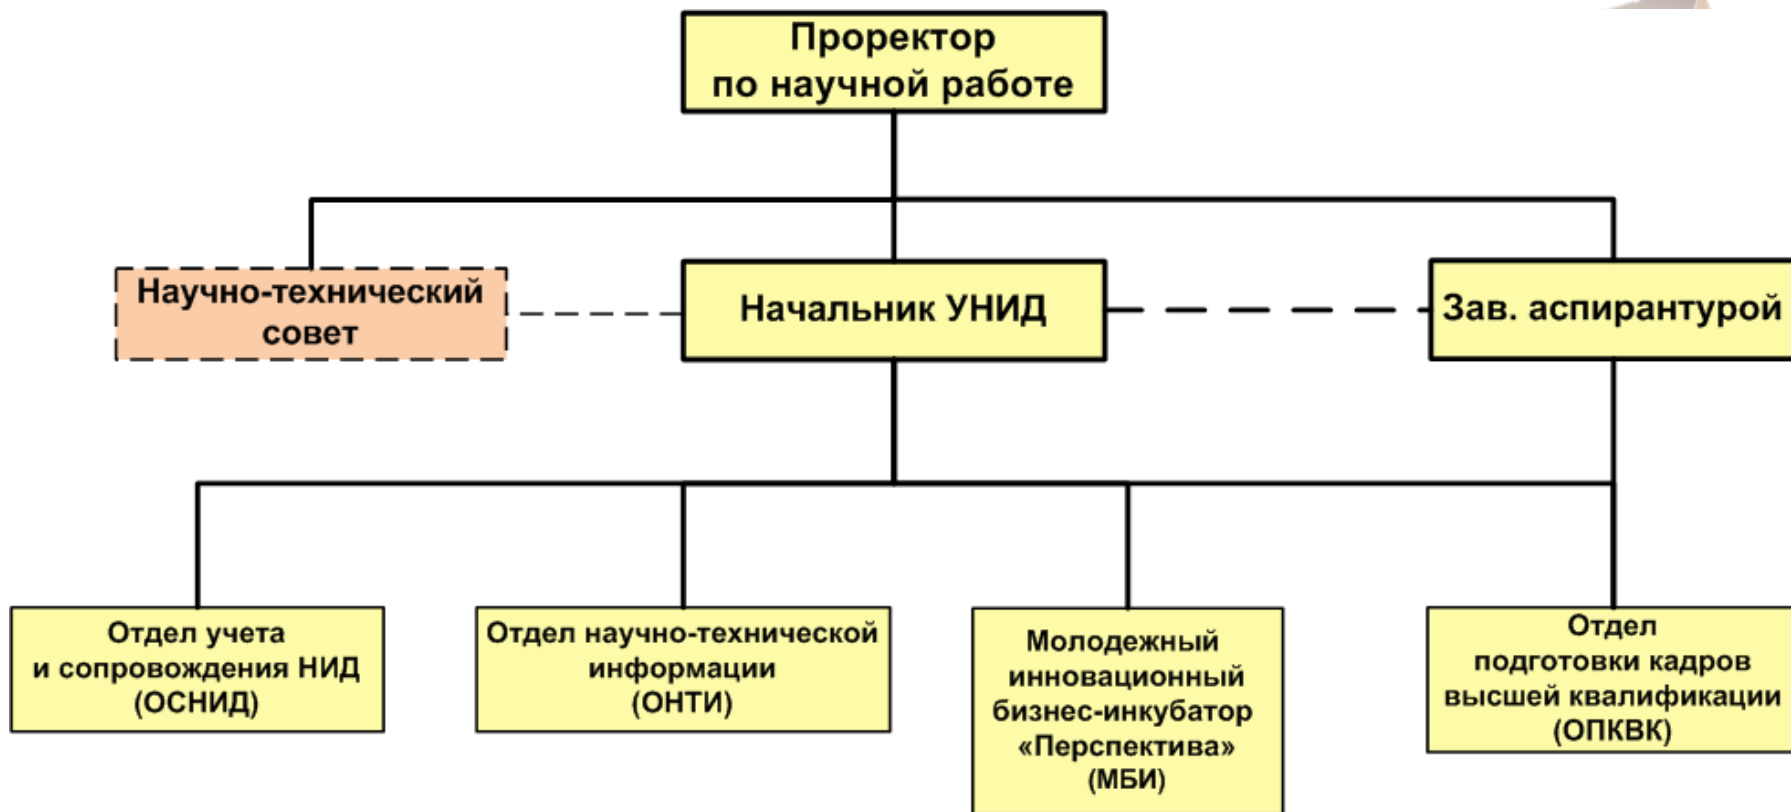 Проректор
по научной работе
Научно-технический
совет
Начальник УНИД
Зав. аспирантурой
Отдел учета
и сопровождения НИД
(ОСНИД)
Отдел научно-технической
информации
(ОНТИ)
Молодежный
инновационный
бизнес-инкубатор
«Перспектива»
(МБИ)
Отдел
подготовки кадров
высшей квалификации
(ОПКВК)